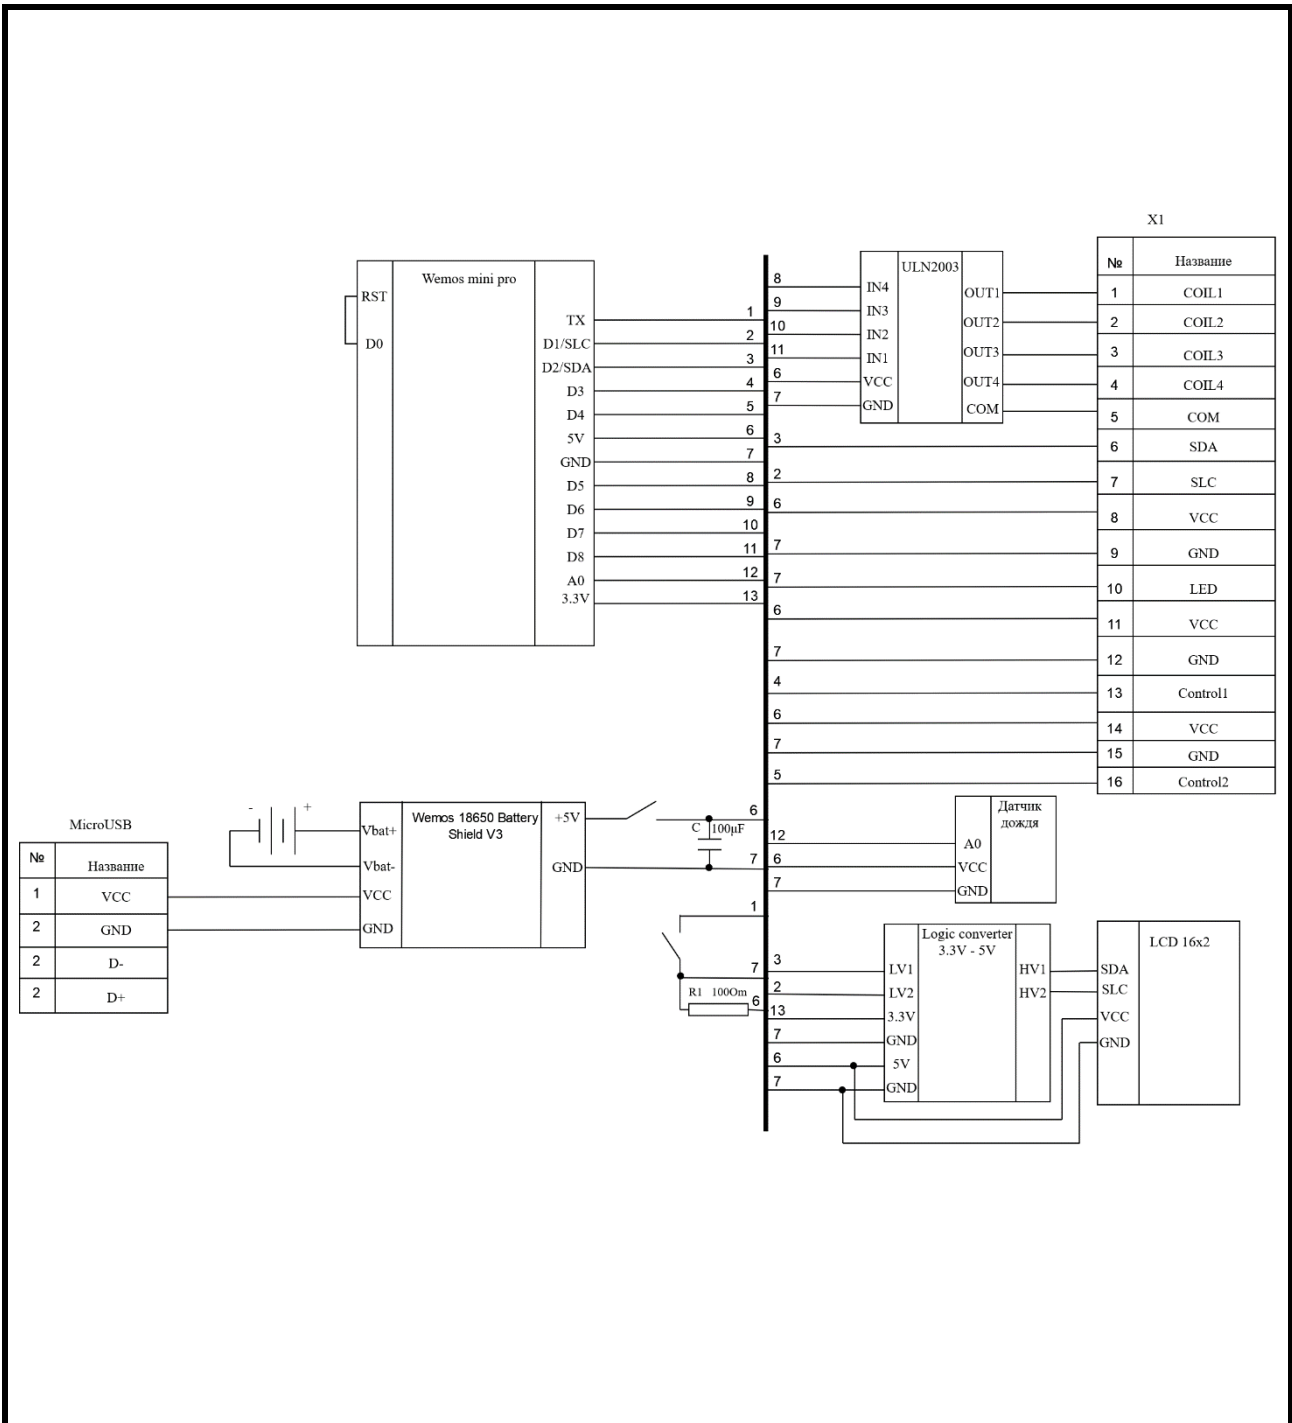 X1
№ Название
1 COIL1
2 COIL2
3 COIL3
4 COIL4
5 COM
6 SDA
7 SLC
8 VCC
9 GND
10 LED
11 VCC
12 GND
13 Control1
14 VCC
15 GND
16 Control2
Wemos mini pro
RST
D0
TX 1
D1/SLC 2
D2/SDA 3
D3 4
D4 5
5V 6
GND 7
D5 8
D6 9
D7 10
D8 11
A0 12
3.3V 13
ULN2003
8 IN4
9 IN3
10 IN2
11 IN1
6 VCC
7 GND
OUT1
OUT2
OUT3
OUT4
COM
3
2
6
7
7
6
7
4
6
7
5
MicroUSB
№ Название
1 VCC
2 GND
2 D-
2 D+
- +
Wemos 18650 Battery
Shield V3
Vbat+
Vbat-
VCC
GND
+5V
GND
C 100µF
6
7
1
7
R1 100Om 6
Датчик
дождя
12 A0
6 VCC
7 GND
Logic converter
3.3V - 5V
3 LV1
2 LV2
13 3.3V
7 GND
6 5V
7 GND
HV1
HV2
LCD 16x2
SDA
SLC
VCC
GND